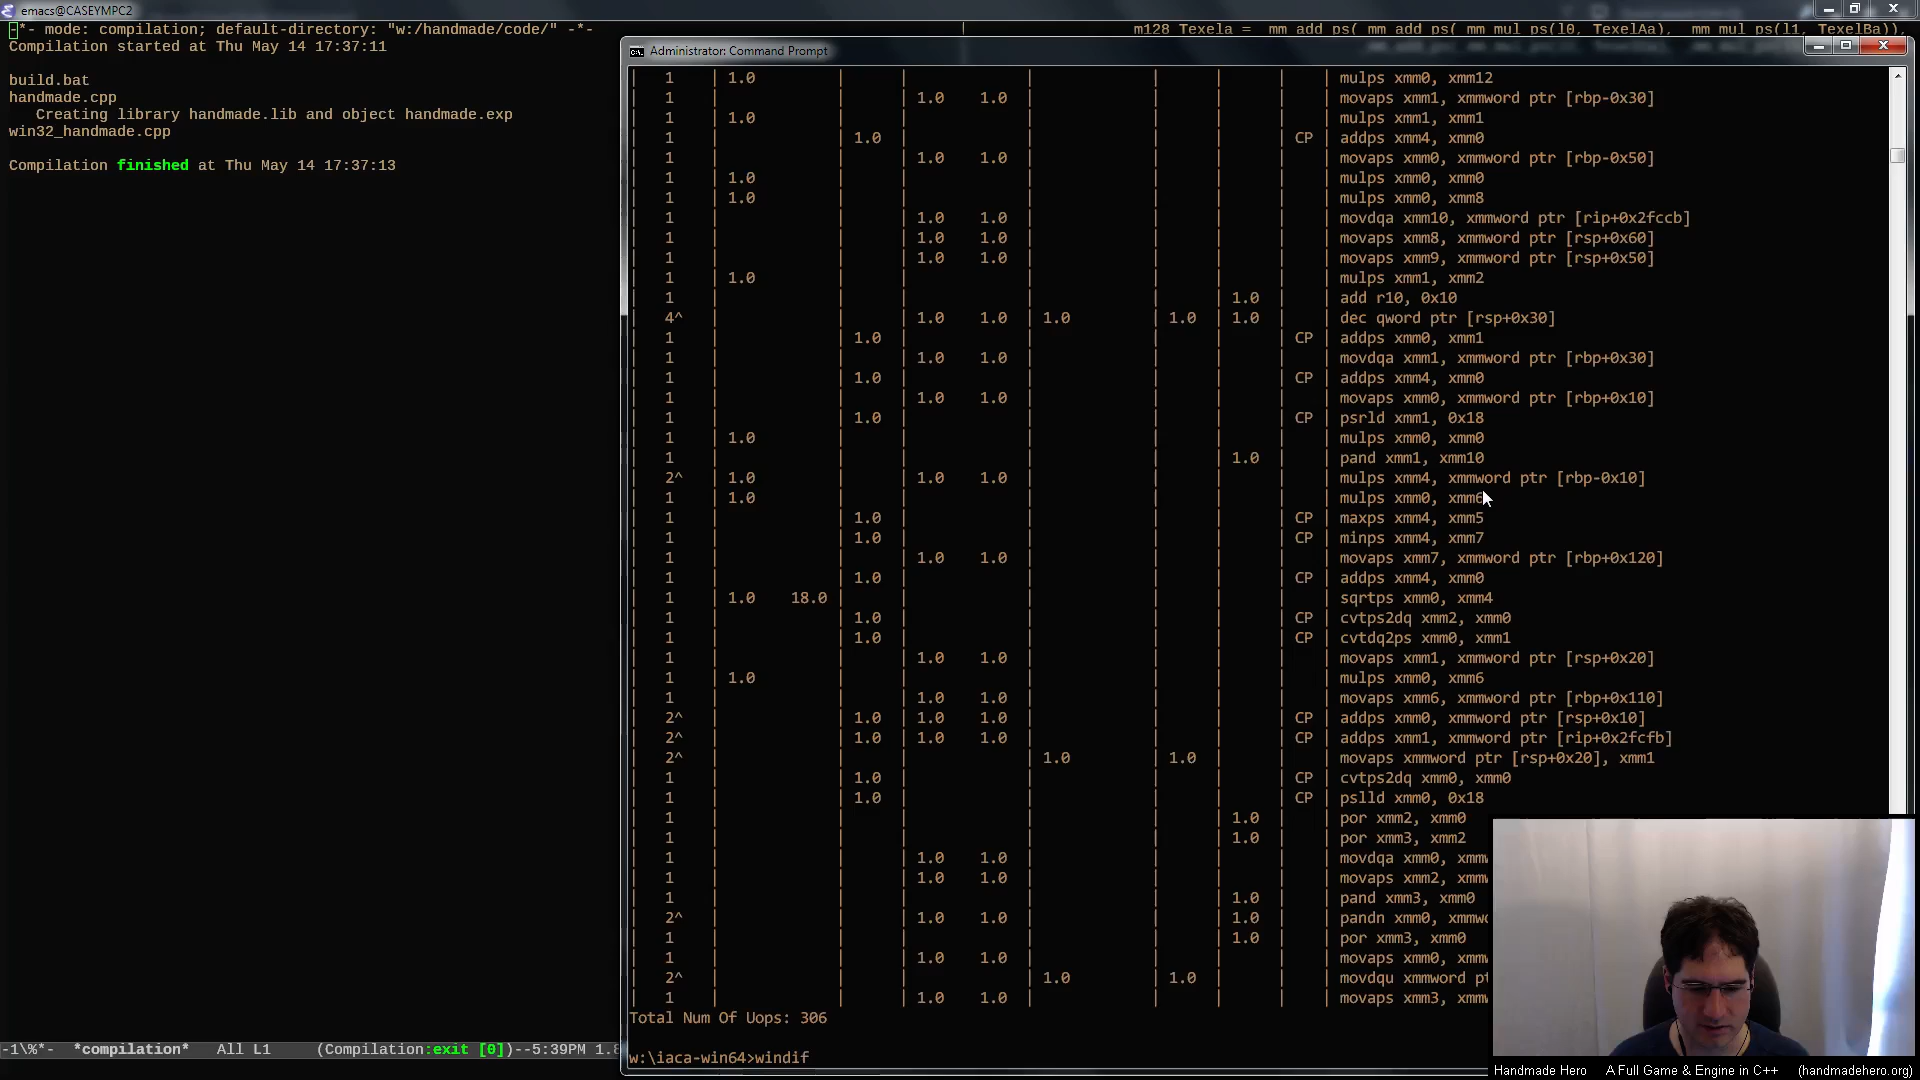 emacs@CASEYMPC2
-*- mode: compilation; default-directory: "w:/handmade/code/" -*-
Compilation started at Thu May 14 17:37:11
build.bat
handmade.cpp
Creating library handmade.lib and object handmade.exp
win32_handmade.cpp
Compilation finished at Thu May 14 17:37:13
-1\%*- *compilation* All L1 (Compilation:exit [0])--5:39PM 1.8
m128 Texela = mm add ps( mm add ps( mm mul ps(l0, TexelAa), mm mul ps(l1, TexelBa)),
Administrator: Command Prompt
| 1 | 1.0 | | | | | | | | mulps xmm0, xmm12
| 1 | | | 1.0 1.0 | | | | | | movaps xmm1, xmmword ptr [rbp-0x30]
| 1 | 1.0 | | | | | | | | mulps xmm1, xmm1
| 1 | | 1.0 | | | | | CP | addps xmm4, xmm0
| 1 | | | 1.0 1.0 | | | | | | movaps xmm0, xmmword ptr [rbp-0x50]
| 1 | 1.0 | | | | | | | | mulps xmm0, xmm0
| 1 | 1.0 | | | | | | | | mulps xmm0, xmm8
| 1 | | | 1.0 1.0 | | | | | | movdqa xmm10, xmmword ptr [rip+0x2fccb]
| 1 | | | 1.0 1.0 | | | | | | movaps xmm8, xmmword ptr [rsp+0x60]
| 1 | | | 1.0 1.0 | | | | | | movaps xmm9, xmmword ptr [rsp+0x50]
| 1 | 1.0 | | | | | | | | mulps xmm1, xmm2
| 1 | | | | | | 1.0 | | add r10, 0x10
| 4^ | | | 1.0 1.0 | 1.0 | 1.0 | 1.0 | | dec qword ptr [rsp+0x30]
| 1 | | 1.0 | | | | | CP | addps xmm0, xmm1
| 1 | | | 1.0 1.0 | | | | | movdqa xmm1, xmmword ptr [rbp+0x30]
| 1 | | 1.0 | | | | | CP | addps xmm4, xmm0
| 1 | | | 1.0 1.0 | | | | | movaps xmm0, xmmword ptr [rbp+0x10]
| 1 | | 1.0 | | | | | CP | psrld xmm1, 0x18
| 1 | 1.0 | | | | | | | mulps xmm0, xmm0
| 1 | | | | | | 1.0 | | pand xmm1, xmm10
| 2^ | 1.0 | | 1.0 1.0 | | | | | mulps xmm4, xmmword ptr [rbp-0x10]
| 1 | 1.0 | | | | | | | mulps xmm0, xmm6
| 1 | | 1.0 | | | | | CP | maxps xmm4, xmm5
| 1 | | 1.0 | | | | | CP | minps xmm4, xmm7
| 1 | | | 1.0 1.0 | | | | | movaps xmm7, xmmword ptr [rbp+0x120]
| 1 | | 1.0 | | | | | CP | addps xmm4, xmm0
| 1 | 1.0 18.0 | | | | | | | sqrtps xmm0, xmm4
| 1 | | 1.0 | | | | | CP | cvtps2dq xmm2, xmm0
| 1 | | 1.0 | | | | | CP | cvtdq2ps xmm0, xmm1
| 1 | | | 1.0 1.0 | | | | | movaps xmm1, xmmword ptr [rsp+0x20]
| 1 | 1.0 | | | | | | | mulps xmm0, xmm6
| 1 | | | 1.0 1.0 | | | | | movaps xmm6, xmmword ptr [rbp+0x110]
| 2^ | | 1.0 | 1.0 1.0 | | | | CP | addps xmm0, xmmword ptr [rsp+0x10]
| 2^ | | 1.0 | 1.0 1.0 | | | | CP | addps xmm1, xmmword ptr [rip+0x2fcfb]
| 2^ | | | | 1.0 | 1.0 | | | movaps xmmword ptr [rsp+0x20], xmm1
| 1 | | 1.0 | | | | | CP | cvtps2dq xmm0, xmm0
| 1 | | 1.0 | | | | | CP | pslld xmm0, 0x18
| 1 | | | | | | 1.0 | | por xmm2, xmm0
| 1 | | | | | | 1.0 | | por xmm3, xmm2
| 1 | | | 1.0 1.0 | | | | | movdqa xmm0, xmmw
| 1 | | | 1.0 1.0 | | | | | movaps xmm2, xmmw
| 1 | | | | | | 1.0 | | pand xmm3, xmm0
| 2^ | | | 1.0 1.0 | | | 1.0 | | pandn xmm0, xmmwo
| 1 | | | | | | 1.0 | | por xmm3, xmm0
| 1 | | | 1.0 1.0 | | | | | movaps xmm0, xmmw
| 2^ | | | | 1.0 | 1.0 | | | movdqu xmmword pt
| 1 | | | 1.0 1.0 | | | | | movaps xmm3, xmmw
Total Num Of Uops: 306
w:\iaca-win64>windif
Handmade Hero A Full Game & Engine in C++ (handmadehero.org)